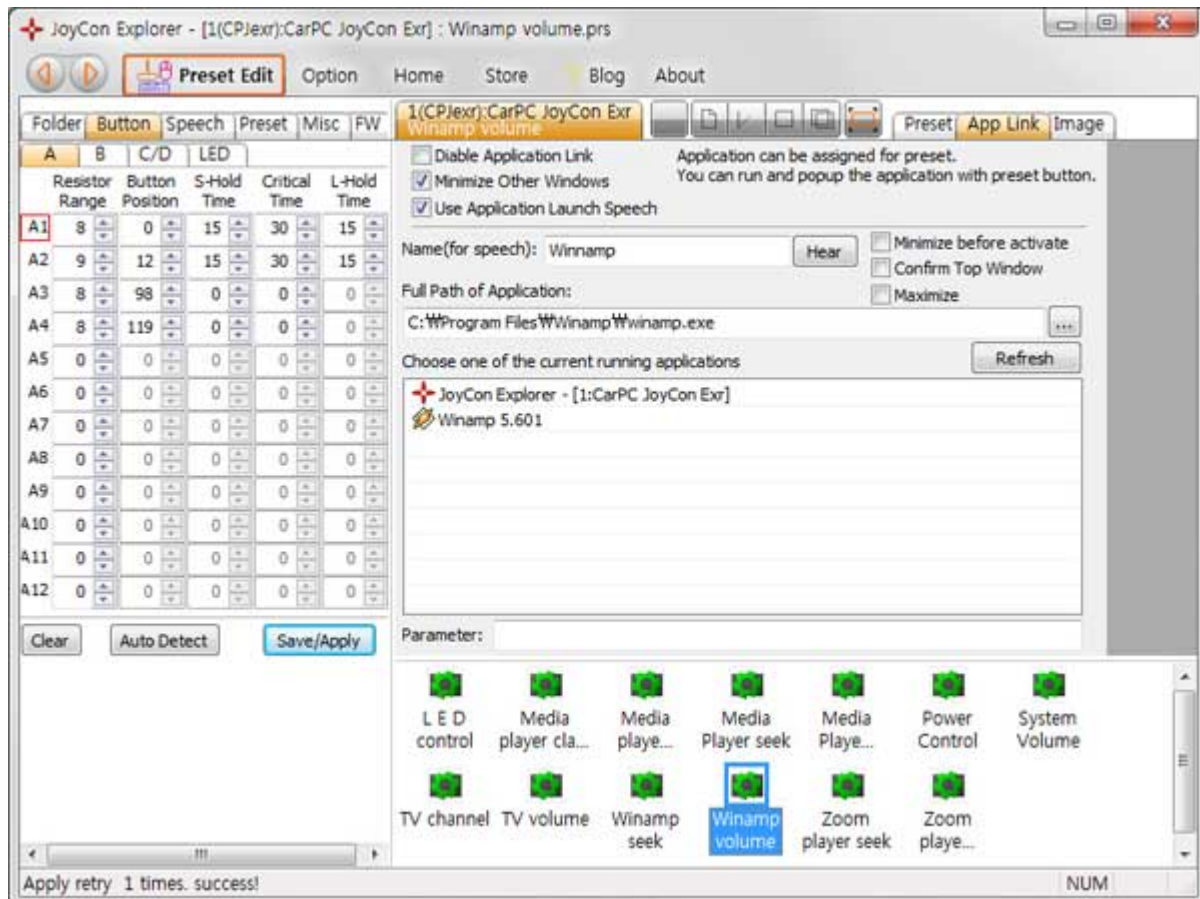 JoyCon Explorer - [1(CPJexr):CarPC JoyCon Exr] : Winamp volume.prs
Preset Edit Option Home Store Blog About
Folder Button Speech Preset Misc FW
A B C/D LED
Resistor Range Button Position S-Hold Time Critical Time L-Hold Time
A1 8 0 15 30 15
A2 9 12 15 30 15
A3 8 98 0 0 0
A4 8 119 0 0 0
A5 0 0 0 0 0
A6 0 0 0 0 0
A7 0 0 0 0 0
A8 0 0 0 0 0
A9 0 0 0 0 0
A10 0 0 0 0 0
A11 0 0 0 0 0
A12 0 0 0 0 0
Clear Auto Detect Save/Apply
1(CPJexr):CarPC JoyCon Exr
Winamp volume
Preset App Link Image
Diable Application Link
Minimize Other Windows
Use Application Launch Speech
Application can be assigned for preset.
You can run and popup the application with preset button.
Name(for speech): Winnamp Hear
Minimize before activate
Confirm Top Window
Maximize
Full Path of Application:
C:₩Program Files₩Winamp₩winamp.exe ...
Choose one of the current running applications Refresh
JoyCon Explorer - [1:CarPC JoyCon Exr]
Winamp 5.601
Parameter:
L E D control
Media player cla...
Media playe...
Media Player seek
Media Playe...
Power Control
System Volume
TV channel
TV volume
Winamp seek
Winamp volume
Zoom player seek
Zoom playe...
Apply retry 1 times. success! NUM